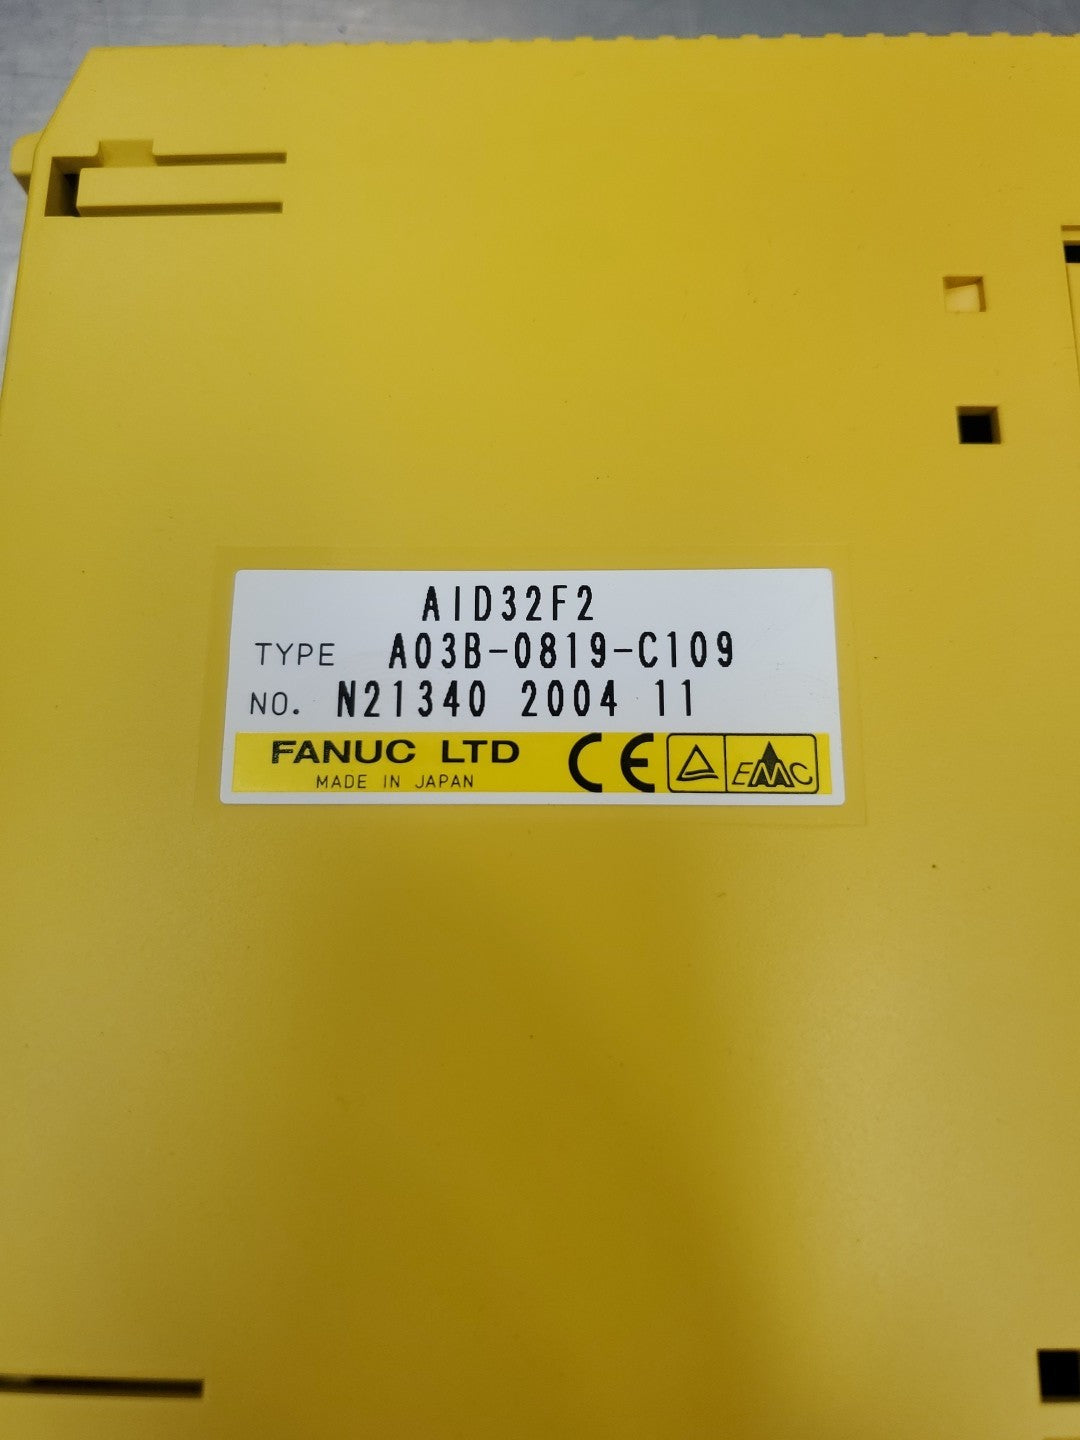 AID32F2
TYPE A03B-0819-C109
NO. N21340 2004 11
FANUC LTD CE EMC
MADE IN JAPAN